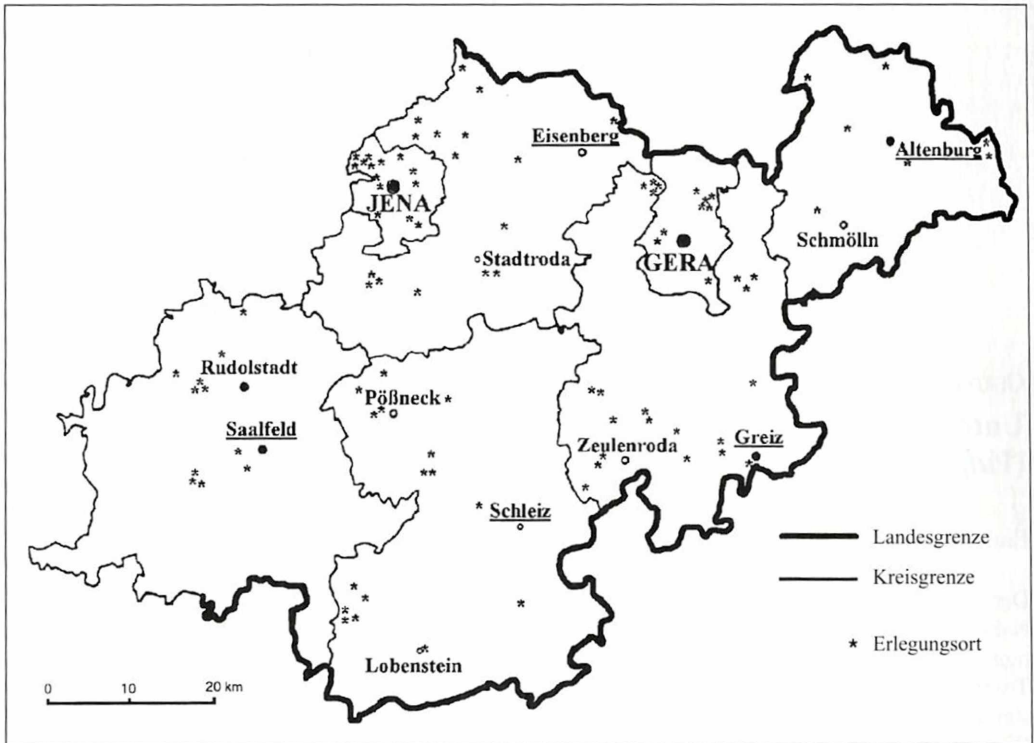 Eisenberg
Altenburg
JENA
Schmölln
Stadtroda
GERA
Rudolstadt
Pößneck
Saalfeld
Zeulenroda
Greiz
Schleiz
Landesgrenze
Kreisgrenze
* Erlegungsort
Lobenstein
0 10 20 km